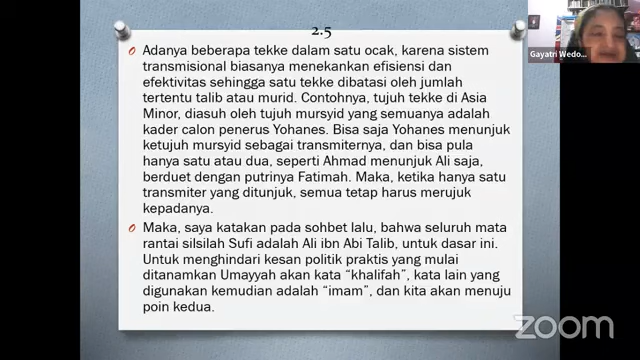 2.5
Adanya beberapa tekke dalam satu ocak, karena sistem
transmisional biasanya menekankan efisiensi dan
efektivitas sehingga satu tekke dibatasi oleh jumlah
tertentu talib atau murid. Contohnya, tujuh tekke di Asia
Minor, diasuh oleh tujuh mursyid yang semuanya adalah
kader calon penerus Yohanes. Bisa saja Yohanes menunjuk
ketujuh mursyid sebagai transmiternya, dan bisa pula
hanya satu atau dua, seperti Ahmad menunjuk Ali saja,
berduet dengan putrinya Fatimah. Maka, ketika hanya satu
transmiter yang ditunjuk, semua tetap harus merujuk
kepadanya.
Maka, saya katakan pada sohbet lalu, bahwa seluruh mata
rantai silsilah Sufi adalah Ali ibn Abi Talib, untuk dasar ini.
Untuk menghindari kesan politik praktis yang mulai
ditanamkan Umayyah akan kata “khalifah”, kata lain yang
digunakan kemudian adalah “imam”, dan kita akan menuju
poin kedua.
Gayatri Wedo...
zoom